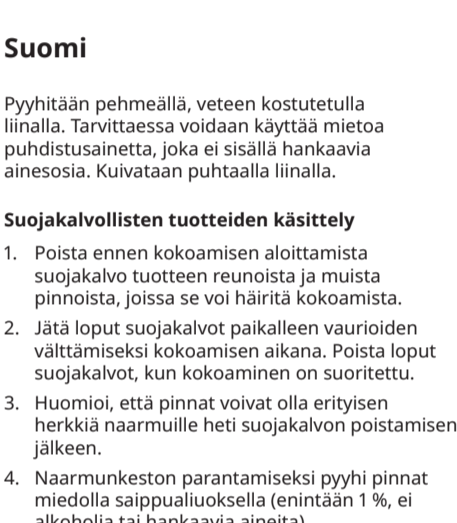 Suomi
Pyyhitään pehmeällä, veteen kostutetulla
liinalla. Tarvittaessa voidaan käyttää mietoa
puhdistusainetta, joka ei sisällä hankaavia
ainesosia. Kuivataan puhtaalla liinalla.
Suojakalvollisten tuotteiden käsittely
1. Poista ennen kokoamisen aloittamista
suojakalvo tuotteen reunoista ja muista
pinnoista, joissa se voi häiritä kokoamista.
2. Jätä loput suojakalvot paikalleen vaurioiden
välttämiseksi kokoamisen aikana. Poista loput
suojakalvot, kun kokoaminen on suoritettu.
3. Huomioi, että pinnat voivat olla erityisen
herkkiä naarmuille heti suojakalvon poistamisen
jälkeen.
4. Naarmunkeston parantamiseksi pyyhi pinnat
miedolla saippualiuoksella (enintään 1 %, ei
alkoholia tai hankaavia aineita)